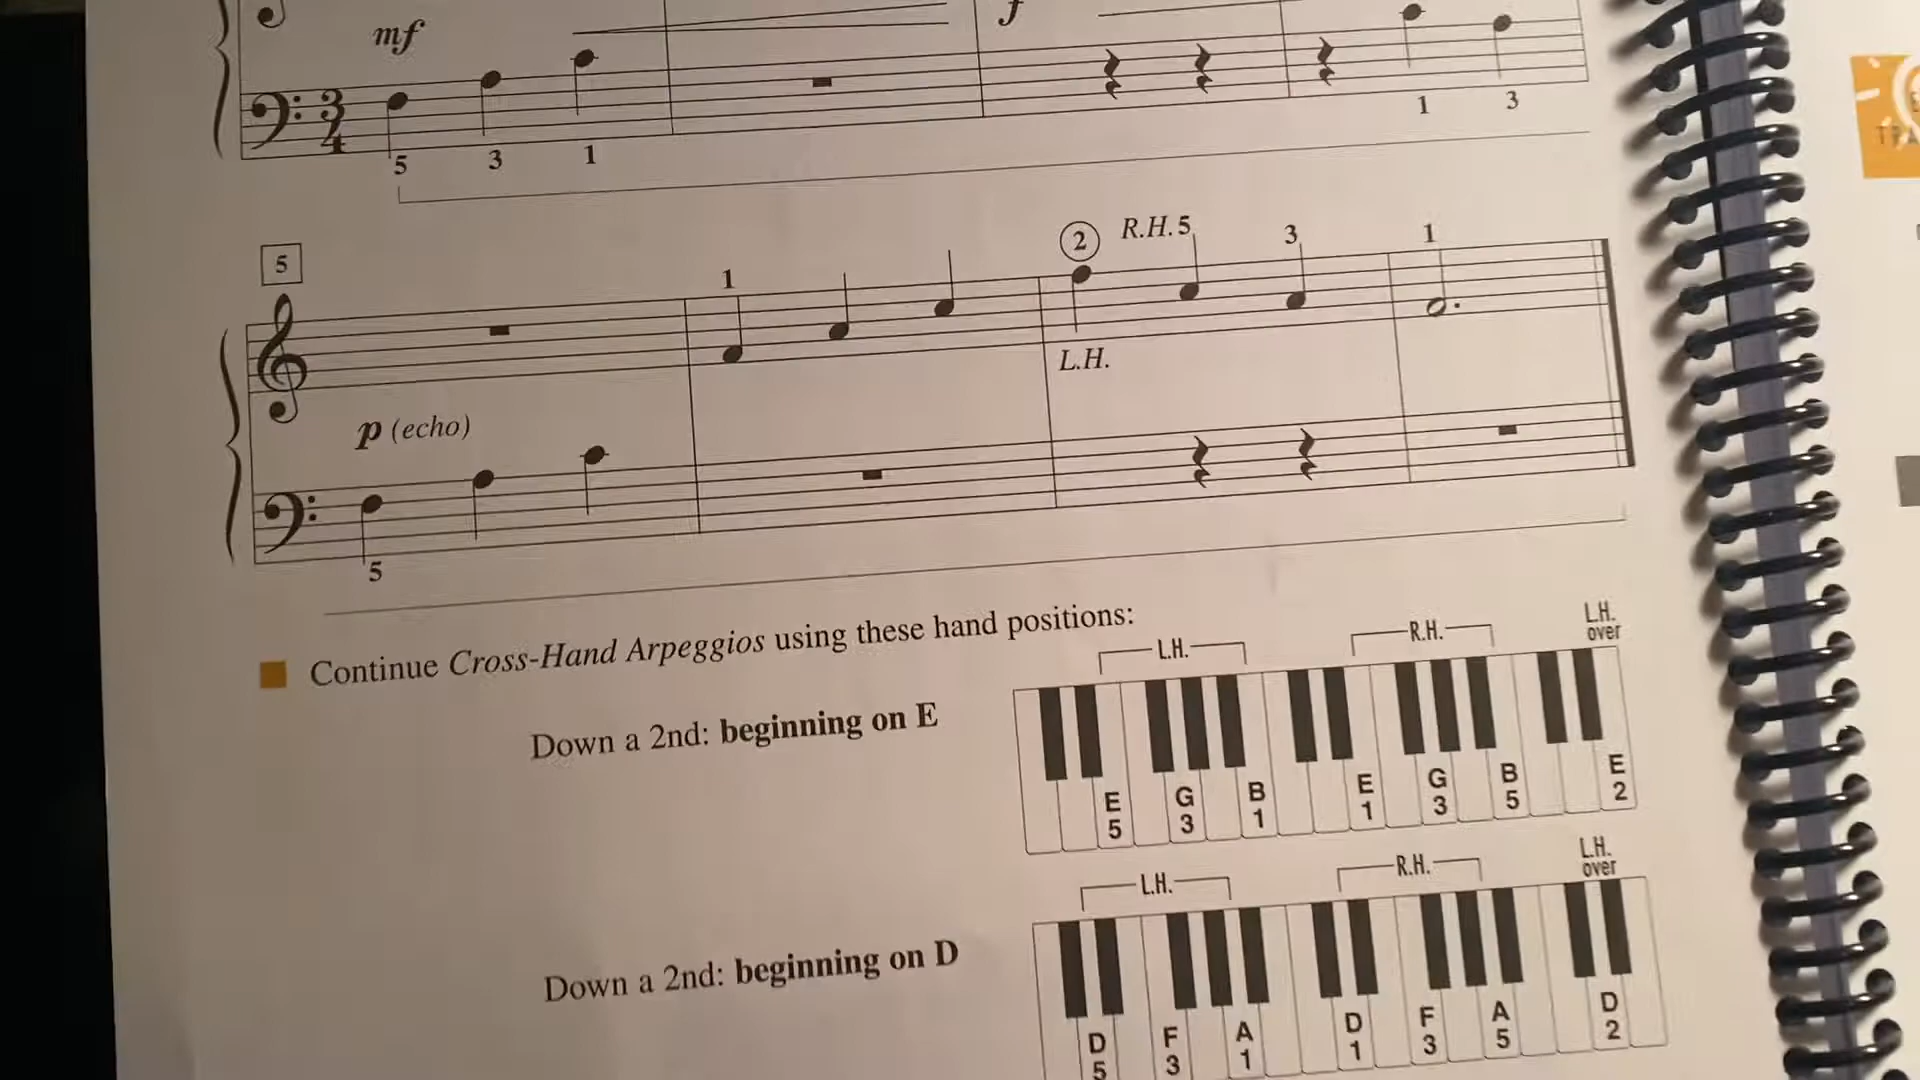 mf
f
3
4
5 3 1 1 3
5
1 2 R.H. 5 3 1
L.H.
p (echo)
5
Continue Cross-Hand Arpeggios using these hand positions:
L.H. R.H. L.H. over
Down a 2nd: beginning on E
E G B E G B E
5 3 1 1 3 5 2
L.H. R.H. L.H. over
Down a 2nd: beginning on D
D F A D F A D
5 3 1 1 3 5 2